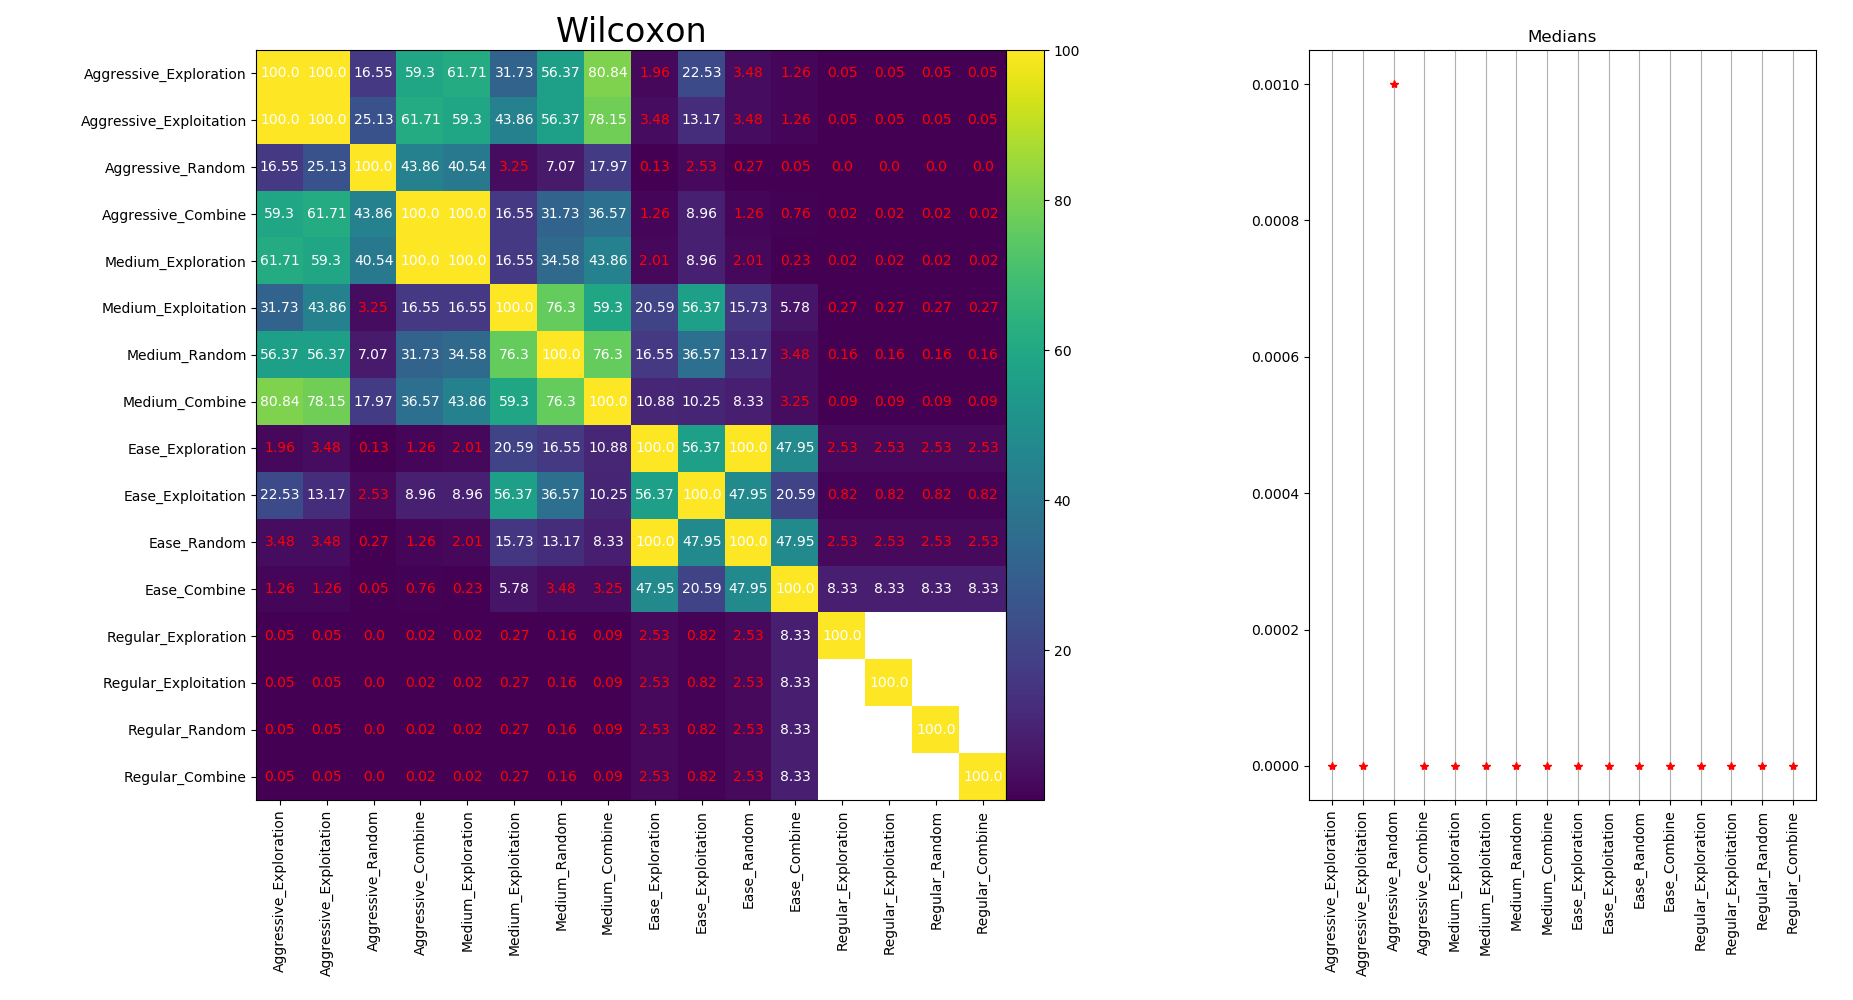 Wilcoxon
Aggressive_Exploration 100.0 100.0 16.55 59.3 61.71 31.73 56.37 80.84 1.96 22.53 3.48 1.26 0.05 0.05 0.05 0.05
Aggressive_Exploitation 100.0 100.0 25.13 61.71 59.3 43.86 56.37 78.15 3.48 13.17 3.48 1.26 0.05 0.05 0.05 0.05
Aggressive_Random 16.55 25.13 100.0 43.86 40.54 3.25 7.07 17.97 0.13 2.53 0.27 0.05 0.0 0.0 0.0 0.0
Aggressive_Combine 59.3 61.71 43.86 100.0 100.0 16.55 31.73 36.57 1.26 8.96 1.26 0.76 0.02 0.02 0.02 0.02
Medium_Exploration 61.71 59.3 40.54 100.0 100.0 16.55 34.58 43.86 2.01 8.96 2.01 0.23 0.02 0.02 0.02 0.02
Medium_Exploitation 31.73 43.86 3.25 16.55 16.55 100.0 76.3 59.3 20.59 56.37 15.73 5.78 0.27 0.27 0.27 0.27
Medium_Random 56.37 56.37 7.07 31.73 34.58 76.3 100.0 76.3 16.55 36.57 13.17 3.48 0.16 0.16 0.16 0.16
Medium_Combine 80.84 78.15 17.97 36.57 43.86 59.3 76.3 100.0 10.88 10.25 8.33 3.25 0.09 0.09 0.09 0.09
Ease_Exploration 1.96 3.48 0.13 1.26 2.01 20.59 16.55 10.88 100.0 56.37 100.0 47.95 2.53 2.53 2.53 2.53
Ease_Exploitation 22.53 13.17 2.53 8.96 8.96 56.37 36.57 10.25 56.37 100.0 47.95 20.59 0.82 0.82 0.82 0.82
Ease_Random 3.48 3.48 0.27 1.26 2.01 15.73 13.17 8.33 100.0 47.95 100.0 47.95 2.53 2.53 2.53 2.53
Ease_Combine 1.26 1.26 0.05 0.76 0.23 5.78 3.48 3.25 47.95 20.59 47.95 100.0 8.33 8.33 8.33 8.33
Regular_Exploration 0.05 0.05 0.0 0.02 0.02 0.27 0.16 0.09 2.53 0.82 2.53 8.33 100.0
Regular_Exploitation 0.05 0.05 0.0 0.02 0.02 0.27 0.16 0.09 2.53 0.82 2.53 8.33 100.0
Regular_Random 0.05 0.05 0.0 0.02 0.02 0.27 0.16 0.09 2.53 0.82 2.53 8.33 100.0
Regular_Combine 0.05 0.05 0.0 0.02 0.02 0.27 0.16 0.09 2.53 0.82 2.53 8.33 100.0
Aggressive_Exploration
Aggressive_Exploitation
Aggressive_Random
Aggressive_Combine
Medium_Exploration
Medium_Exploitation
Medium_Random
Medium_Combine
Ease_Exploration
Ease_Exploitation
Ease_Random
Ease_Combine
Regular_Exploration
Regular_Exploitation
Regular_Random
Regular_Combine
100
80
60
40
20
Medians
0.0010
0.0008
0.0006
0.0004
0.0002
0.0000
Aggressive_Exploration
Aggressive_Exploitation
Aggressive_Random
Aggressive_Combine
Medium_Exploration
Medium_Exploitation
Medium_Random
Medium_Combine
Ease_Exploration
Ease_Exploitation
Ease_Random
Ease_Combine
Regular_Exploration
Regular_Exploitation
Regular_Random
Regular_Combine